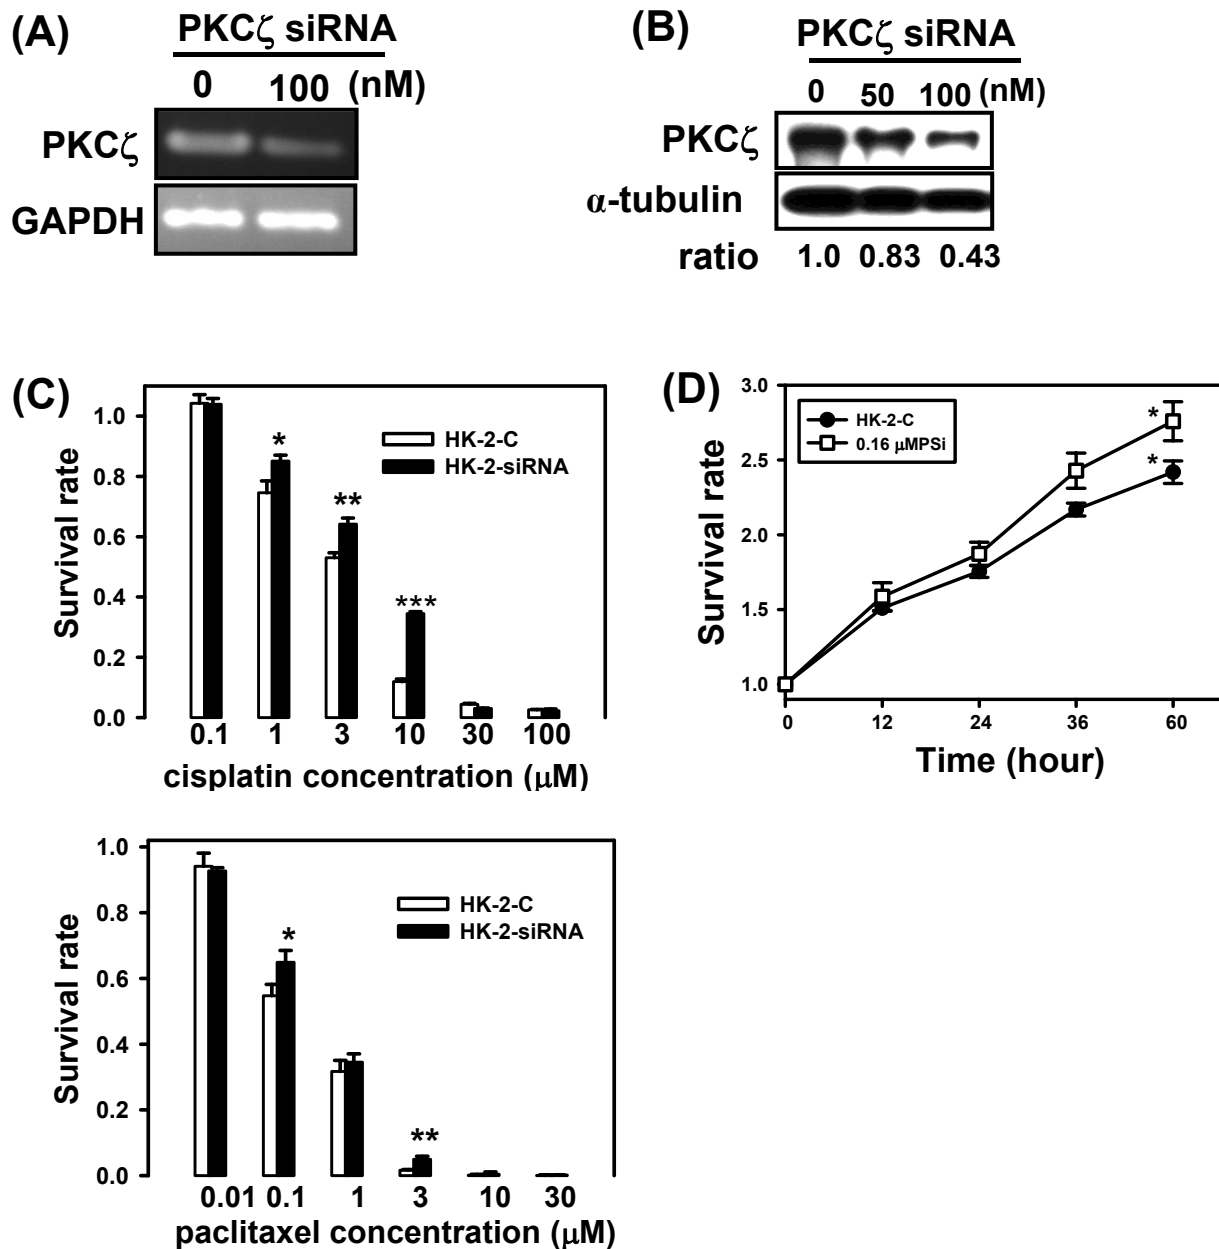 (A)
PKCζ siRNA
0 100 (nM)
PKCζ
GAPDH
(B)
PKCζ siRNA
0 50 100 (nM)
PKCζ
α-tubulin
ratio 1.0 0.83 0.43
(C)
Survival rate
1.0
0.8
0.6
0.4
0.2
0.0
HK-2-C
HK-2-siRNA
*
**
***
0.1 1 3 10 30 100
cisplatin concentration (μM)
(D)
Survival rate
3.0
2.5
2.0
1.5
1.0
HK-2-C
0.16 μMPSi
*
*
0 12 24 36 60
Time (hour)
Survival rate
1.0
0.8
0.6
0.4
0.2
0.0
HK-2-C
HK-2-siRNA
*
**
0.01 0.1 1 3 10 30
paclitaxel concentration (μM)